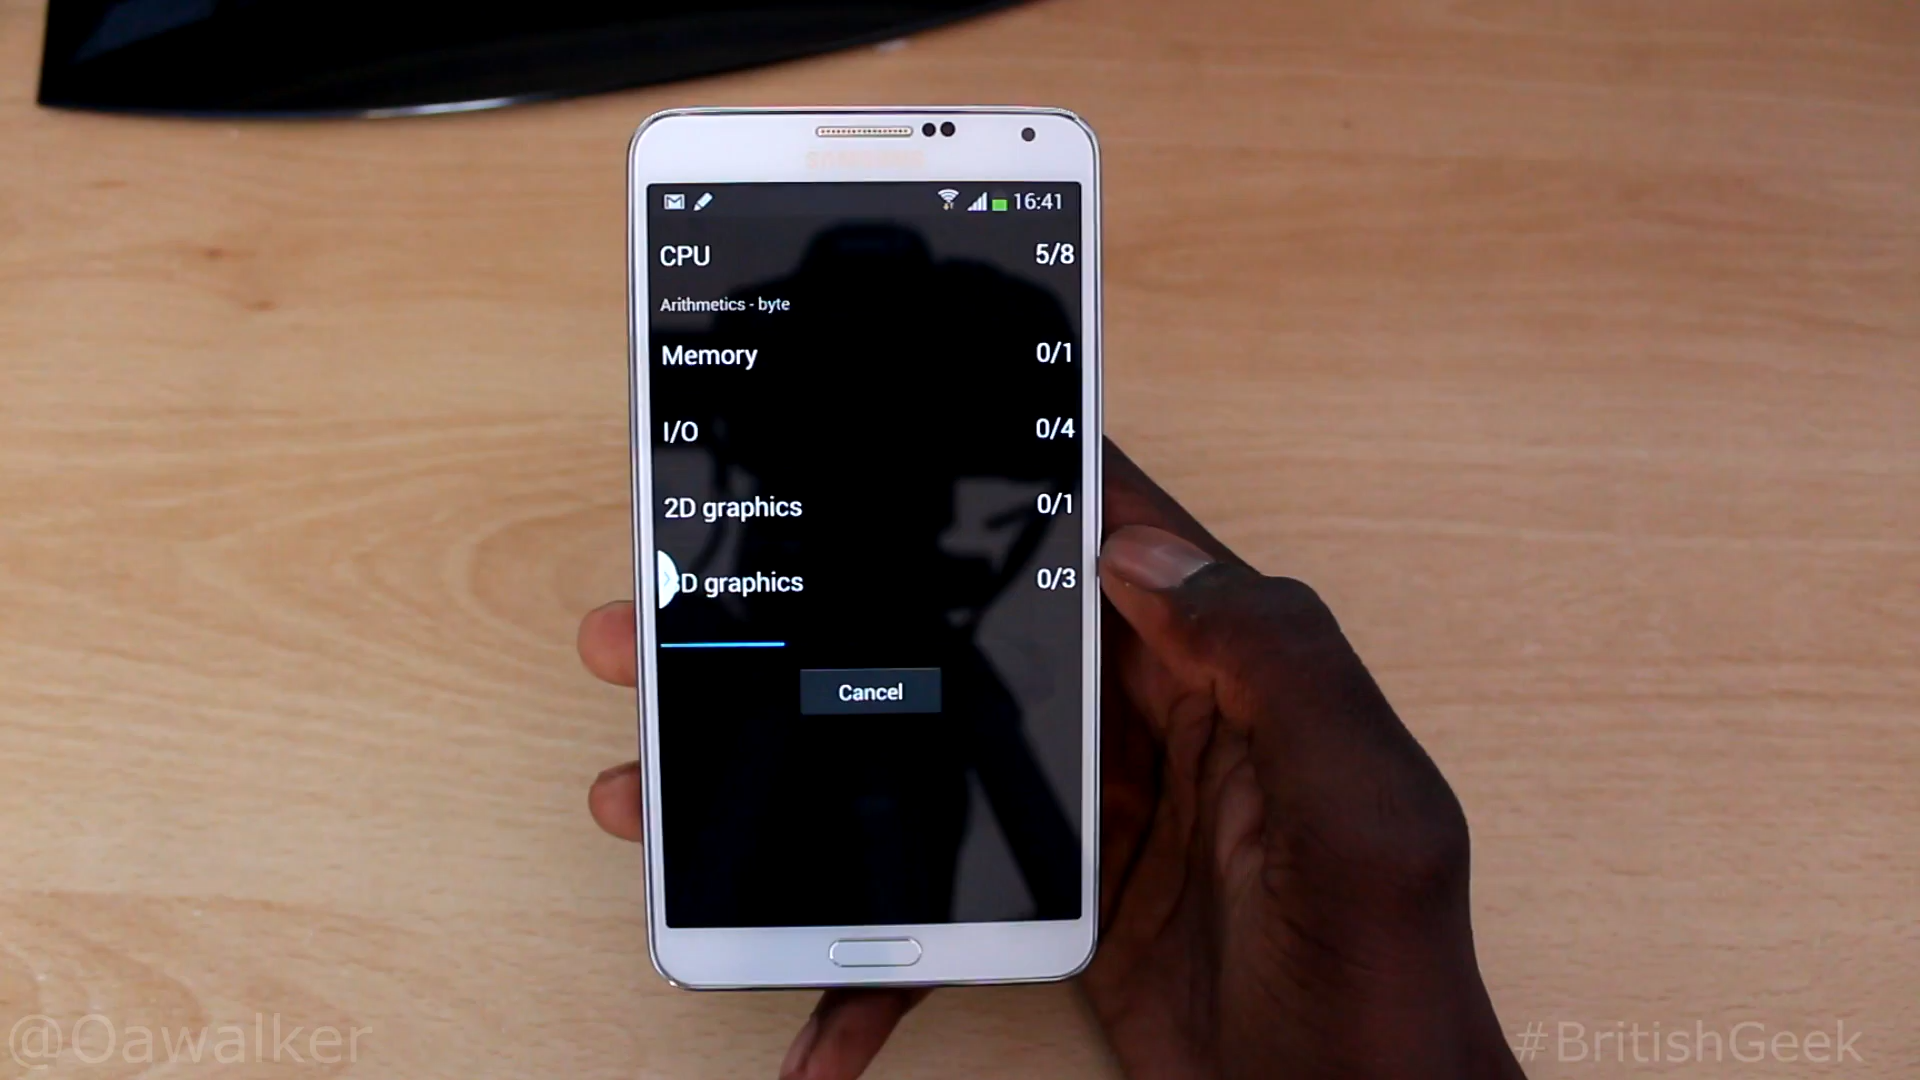 SAMSUNG
16:41
CPU 5/8
Arithmetics - byte
Memory 0/1
I/O 0/4
2D graphics 0/1
D graphics 0/3
Cancel
@Oawalker
#BritishGeek